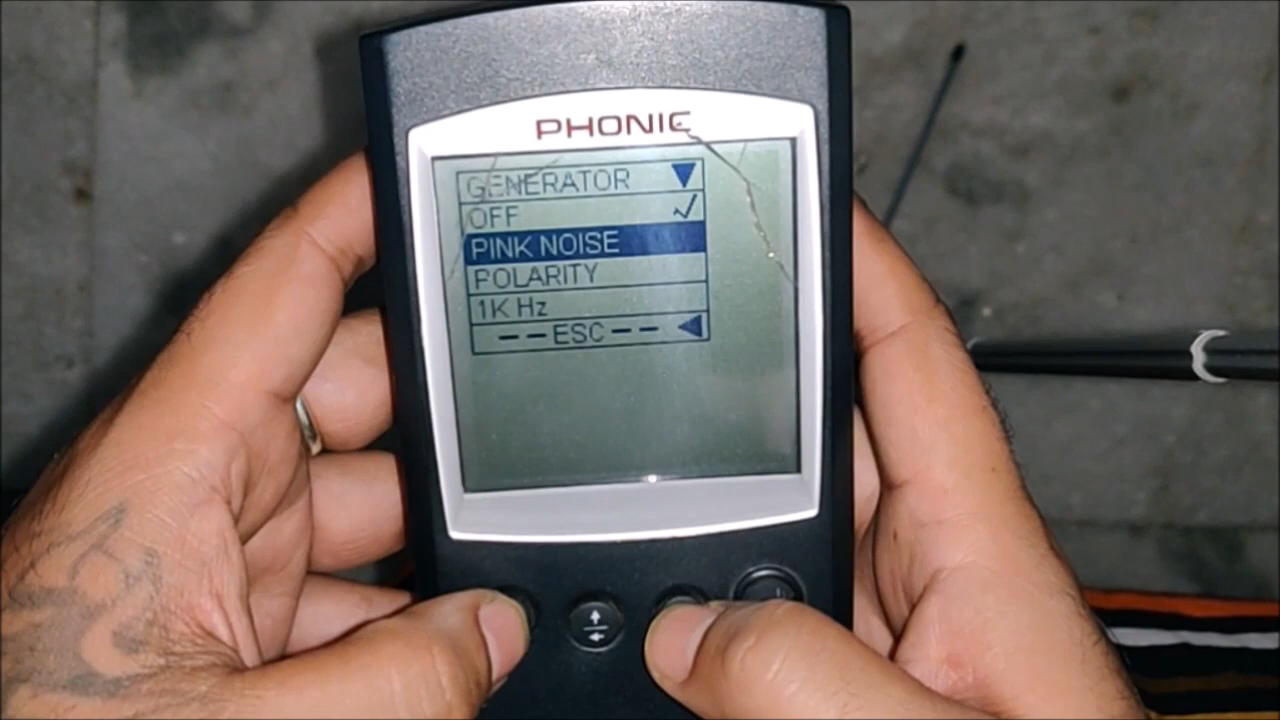 PHONIC
GENERATOR
OFF
PINK NOISE
POLARITY
1K Hz
--ESC--